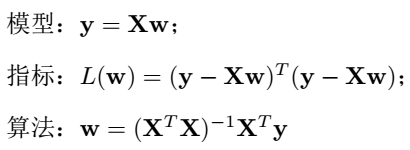 模型：y = Xw；
指标：L(w) = (y − Xw)^T(y − Xw)；
算法：w = (X^TX)^{−1}X^Ty